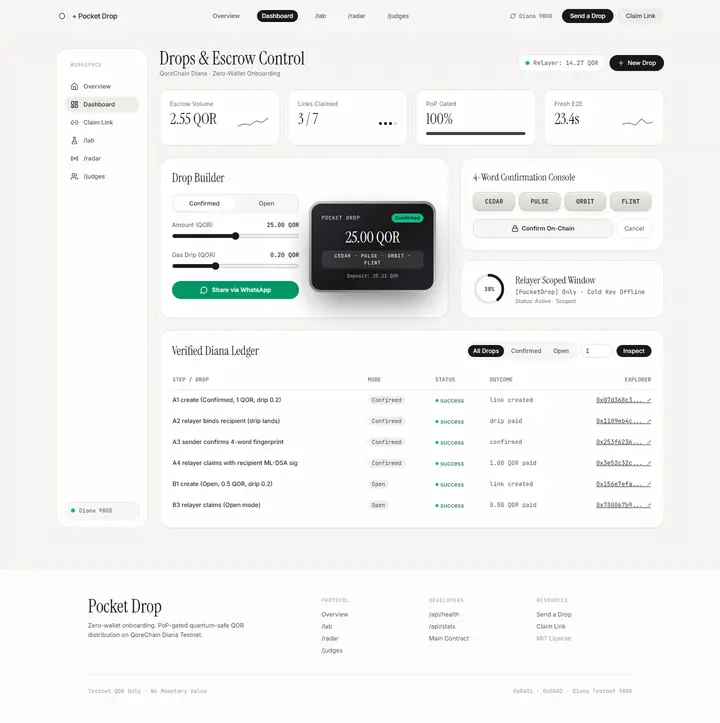 + Pocket Drop
Overview
Dashboard
/lab
/radar
/judges
Diana 9800
Send a Drop
Claim Link
WORKSPACE
Overview
Dashboard
Claim Link
/lab
/radar
/judges
Diana 9800
Drops & Escrow Control
QoreChain Diana · Zero-Wallet Onboarding
Relayer: 14.27 QOR
+ New Drop
Escrow Volume
2.55 QOR
Links Claimed
3 / 7
PoP Gated
100%
Fresh E2E
23.4s
Drop Builder
Confirmed
Open
Amount (QOR)
25.00 QOR
Gas Drip (QOR)
0.20 QOR
Share via WhatsApp
POCKET DROP
Confirmed
25.00 QOR
CEDAR · PULSE · ORBIT ·
FLINT
Deposit: 25.21 QOR
4-Word Confirmation Console
CEDAR
PULSE
ORBIT
FLINT
Confirm On-Chain
Cancel
38%
Relayer Scoped Window
[PocketDrop] Only · Cold Key Offline
Status: Active · Scoped
Verified Diana Ledger
All Drops
Confirmed
Open
1
Inspect
STEP / DROP
MODE
STATUS
OUTCOME
EXPLORER
A1 create (Confirmed, 1 QOR, drip 0.2)
Confirmed
success
link created
A2 relayer binds recipient (drip lands)
Confirmed
success
drip paid
A3 sender confirms 4-word fingerprint
Confirmed
success
confirmed
0x253f6236... ↗
A4 relayer claims with recipient ML-DSA sig
Confirmed
success
1.00 QOR paid
0x3e52c32c... ↗
B1 create (Open, 0.5 QOR, drip 0.2)
Open
success
link created
0x156e7efa... ↗
B3 relayer claims (Open mode)
Open
success
0.50 QOR paid
Pocket Drop
Zero-wallet onboarding. PoP-gated quantum-safe QOR
distribution on QoreChain Diana Testnet.
PROTOCOL
Overview
/lab
/radar
/judges
DEVELOPERS
/api/health
/api/stats
Main Contract
RESOURCES
Send a Drop
Claim Link
MIT License
Testnet QOR Only · No Monetary Value
0x0A01 · 0x0A02 · Diana Testnet 9800